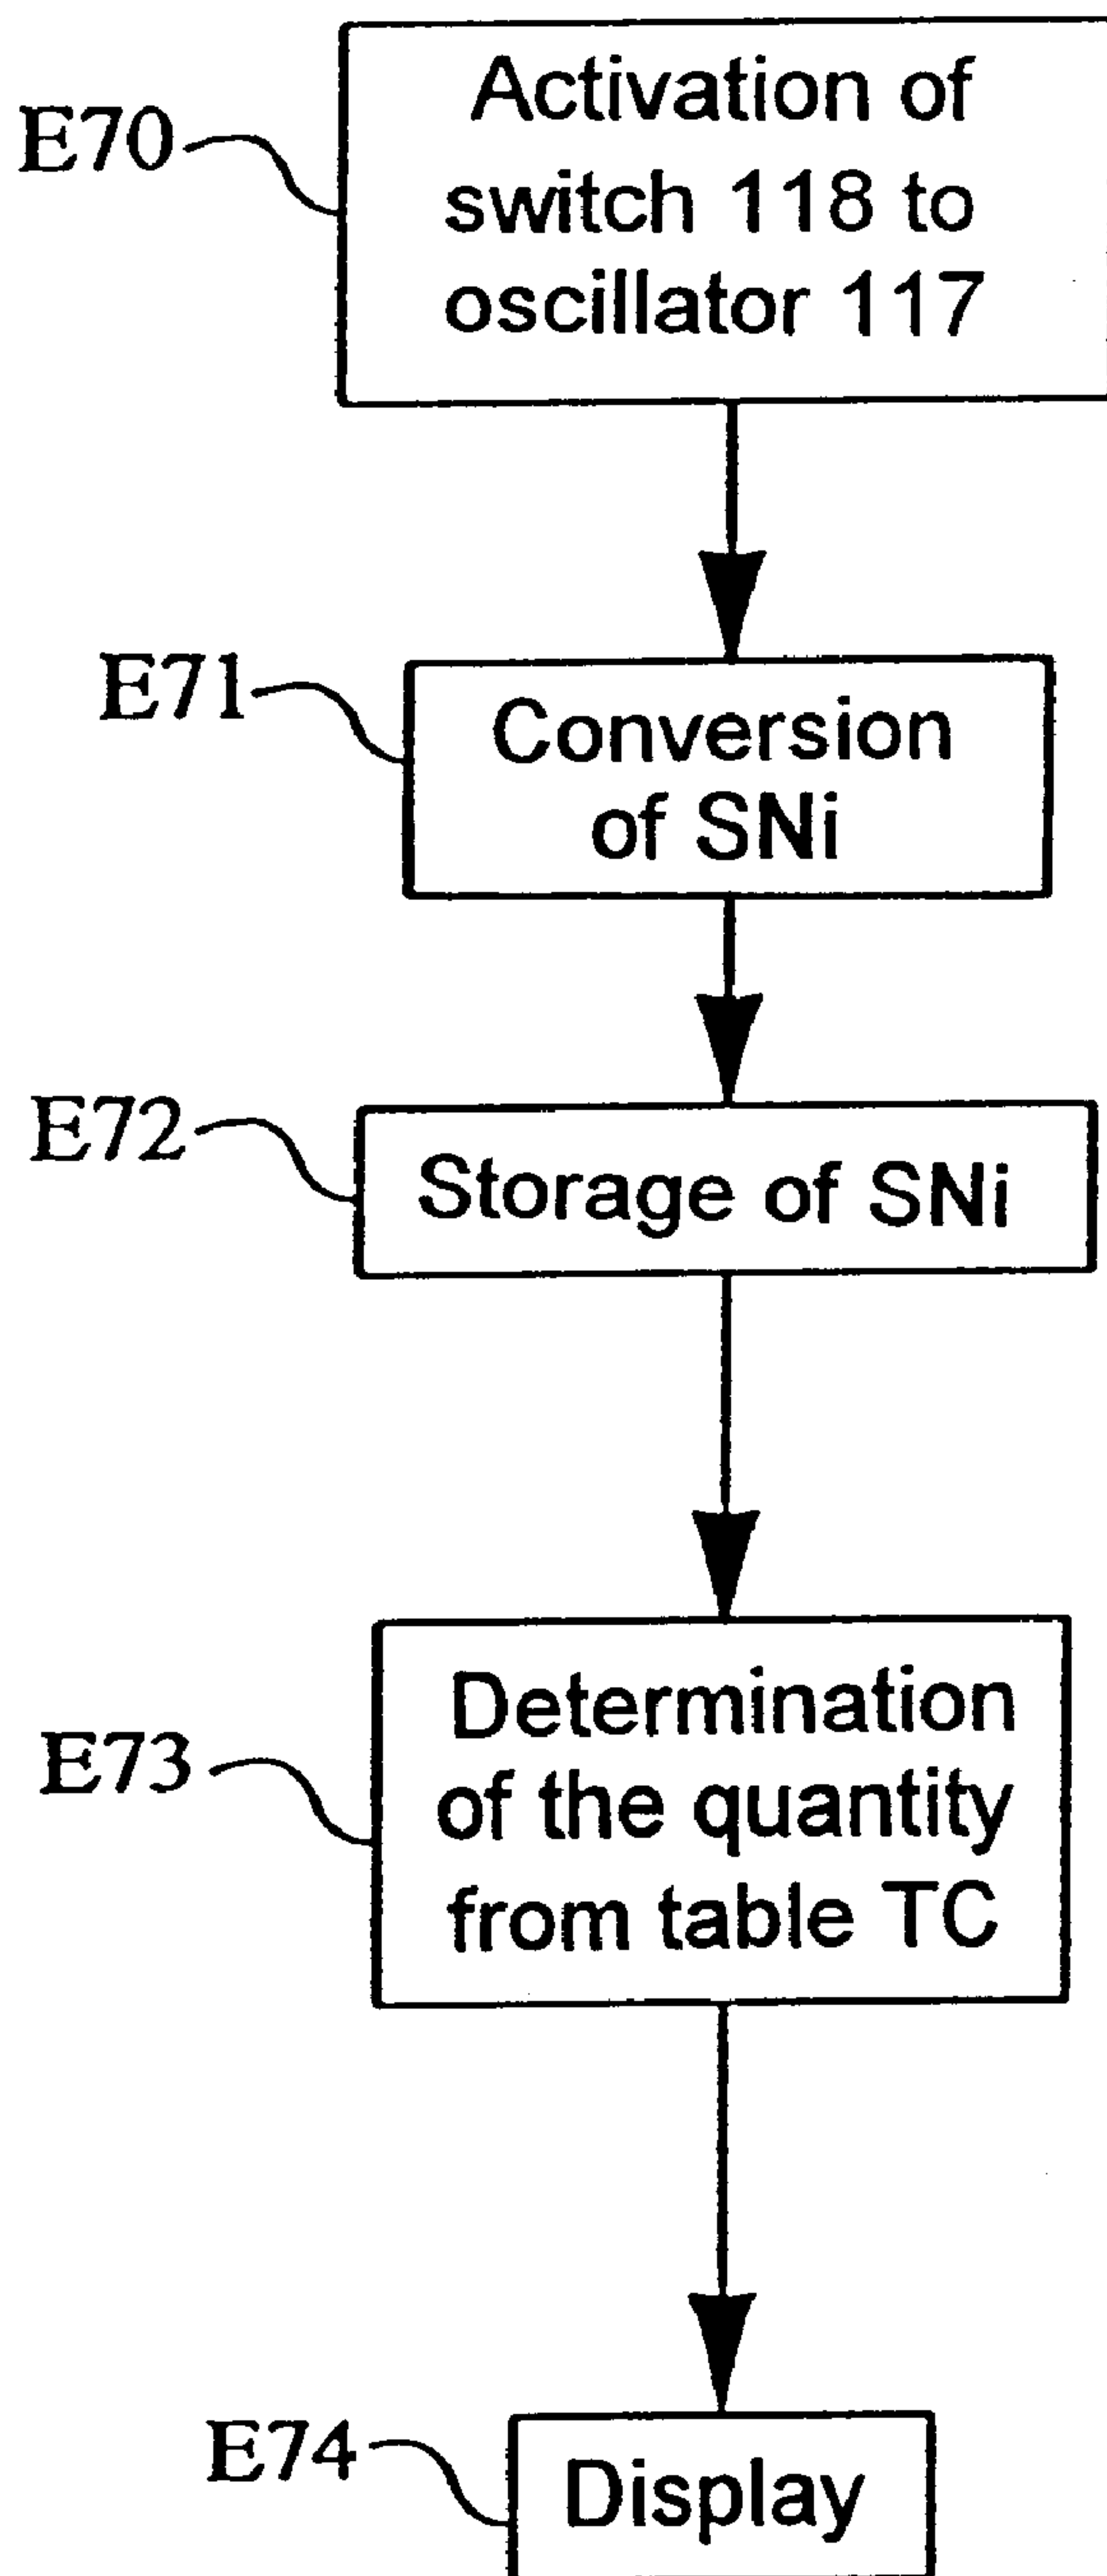 E70
Activation of
switch 118 to
oscillator 117
E71
Conversion
of SNi
E72
Storage of SNi
E73
Determination
of the quantity
from table TC
E74
Display